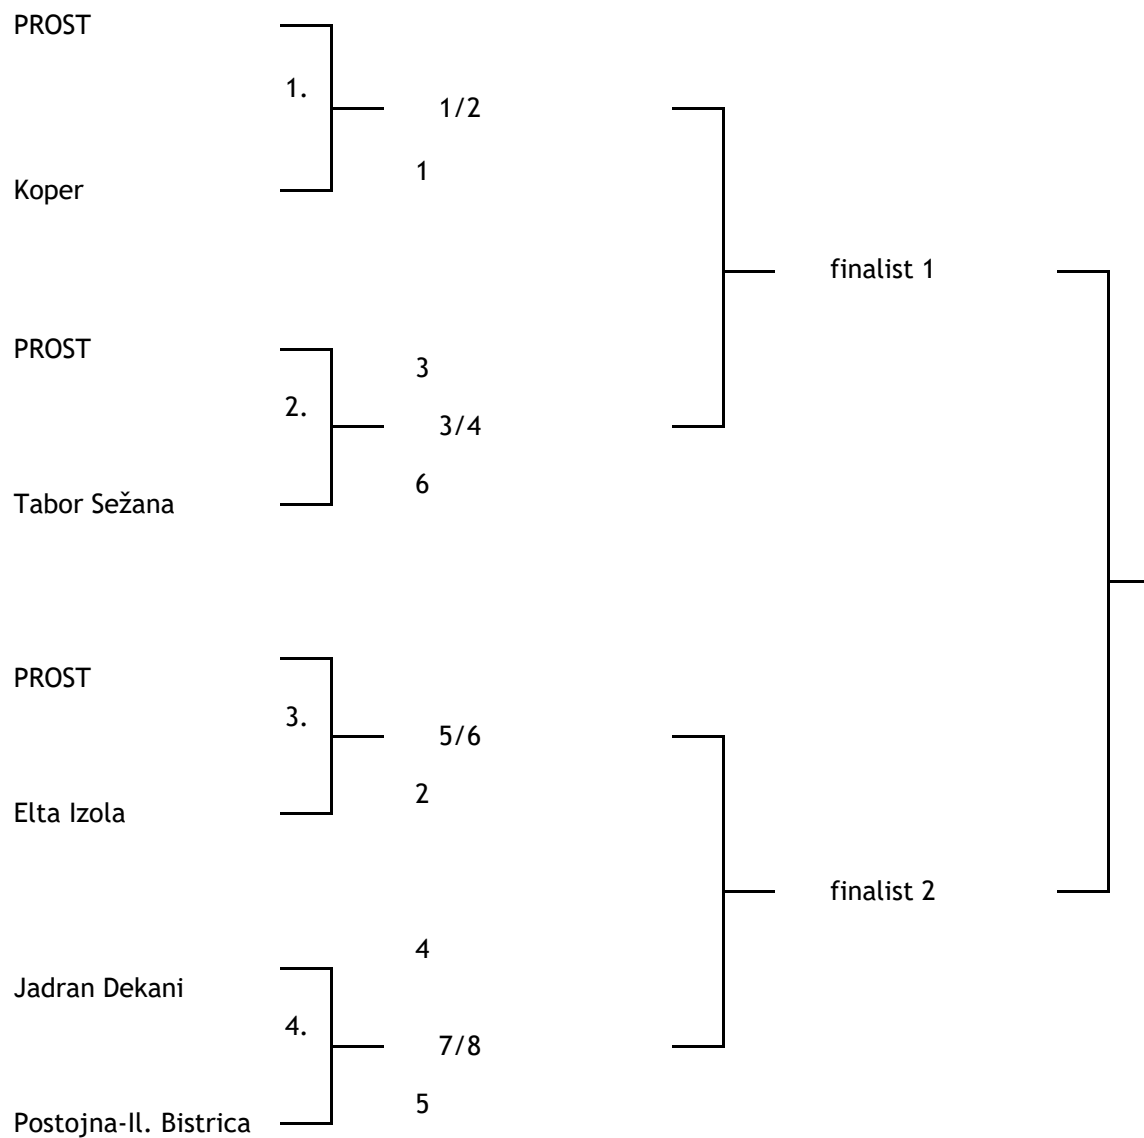 PROST
1.
1/2
1
Koper
finalist 1
PROST
3
2.
3/4
6
Tabor Sežana
PROST
3.
5/6
2
Elta Izola
finalist 2
4
Jadran Dekani
4.
7/8
5
Postojna-Il. Bistrica